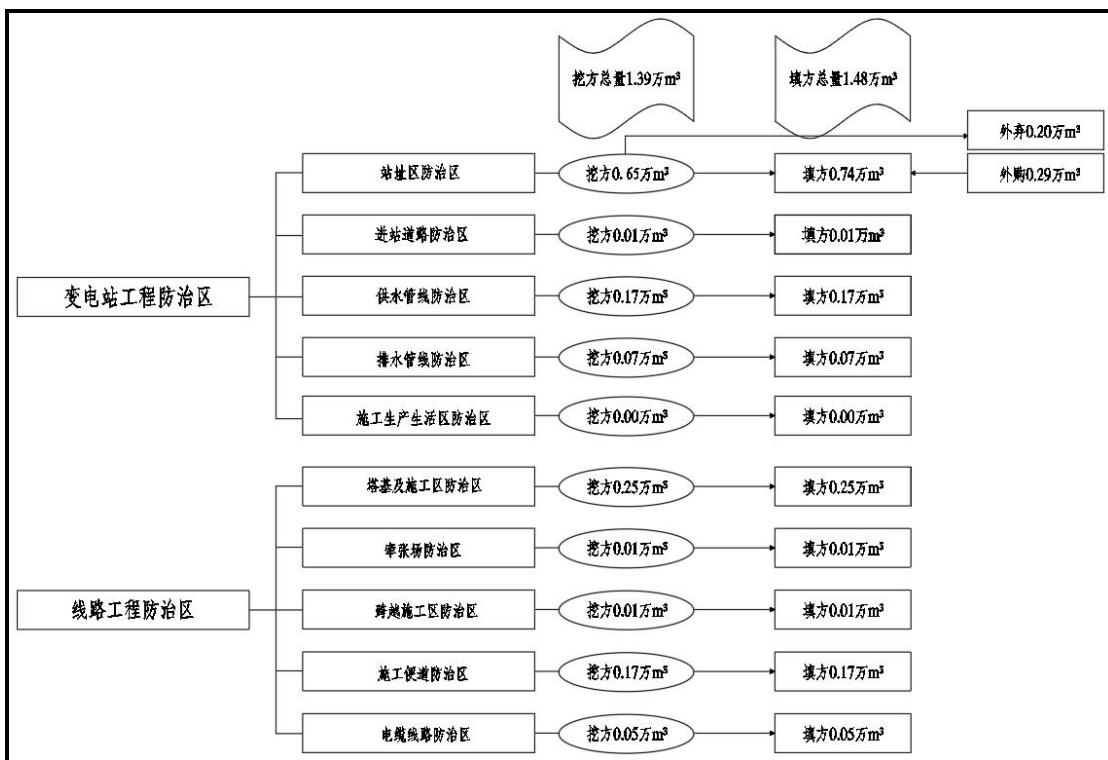 挖方总量1.39万m³
填方总量1.48万m³
外弃0.20万m³
站址区防治区
挖方0.65万m³
填方0.74万m³
外购0.29万m³
进站道路防治区
挖方0.01万m³
填方0.01万m³
变电站工程防治区
供水管线防治区
挖方0.17万m³
填方0.17万m³
排水管线防治区
挖方0.07万m³
填方0.07万m³
施工生产生活区防治区
挖方0.00万m³
填方0.00万m³
塔基及施工区防治区
挖方0.25万m³
填方0.25万m³
牵张场防治区
挖方0.01万m³
填方0.01万m³
线路工程防治区
跨越施工区防治区
挖方0.01万m³
填方0.01万m³
施工便道防治区
挖方0.17万m³
填方0.17万m³
电缆线路防治区
挖方0.05万m³
填方0.05万m³